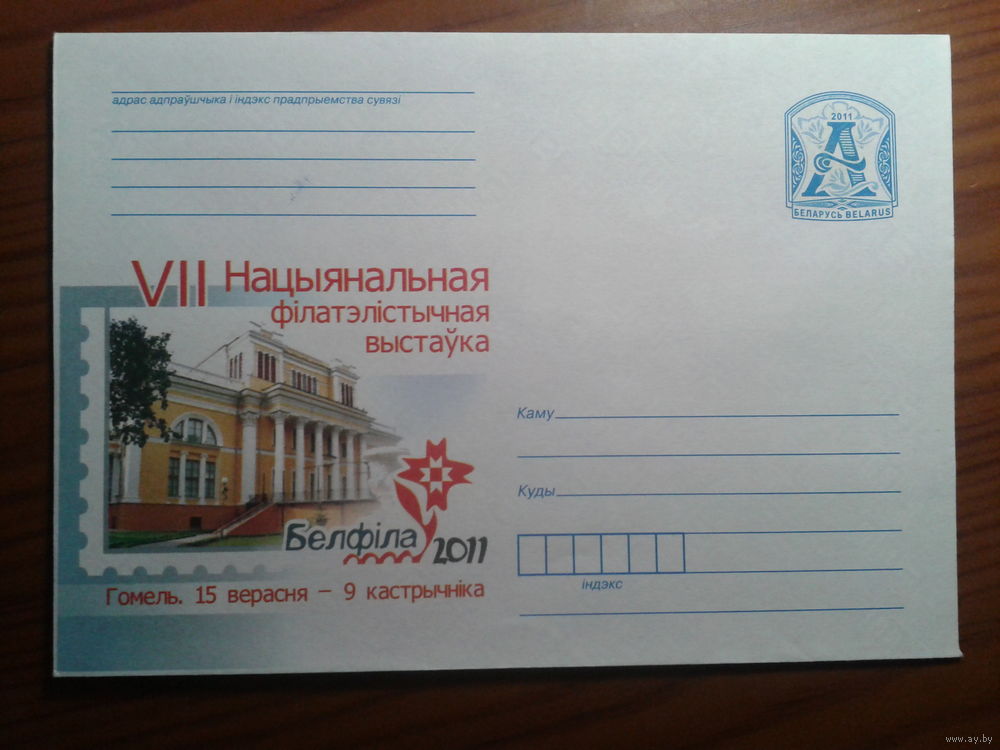 адрас адпраўшчыка і індэкс прадпрыемства сувязі
2011
А
БЕЛАРУСЬ BELARUS
VII Нацыянальная
філатэлістычная
выстаўка
Белфіла 2011
Гомель. 15 верасня – 9 кастрычніка
Каму
Куды
індэкс
www.ay.by